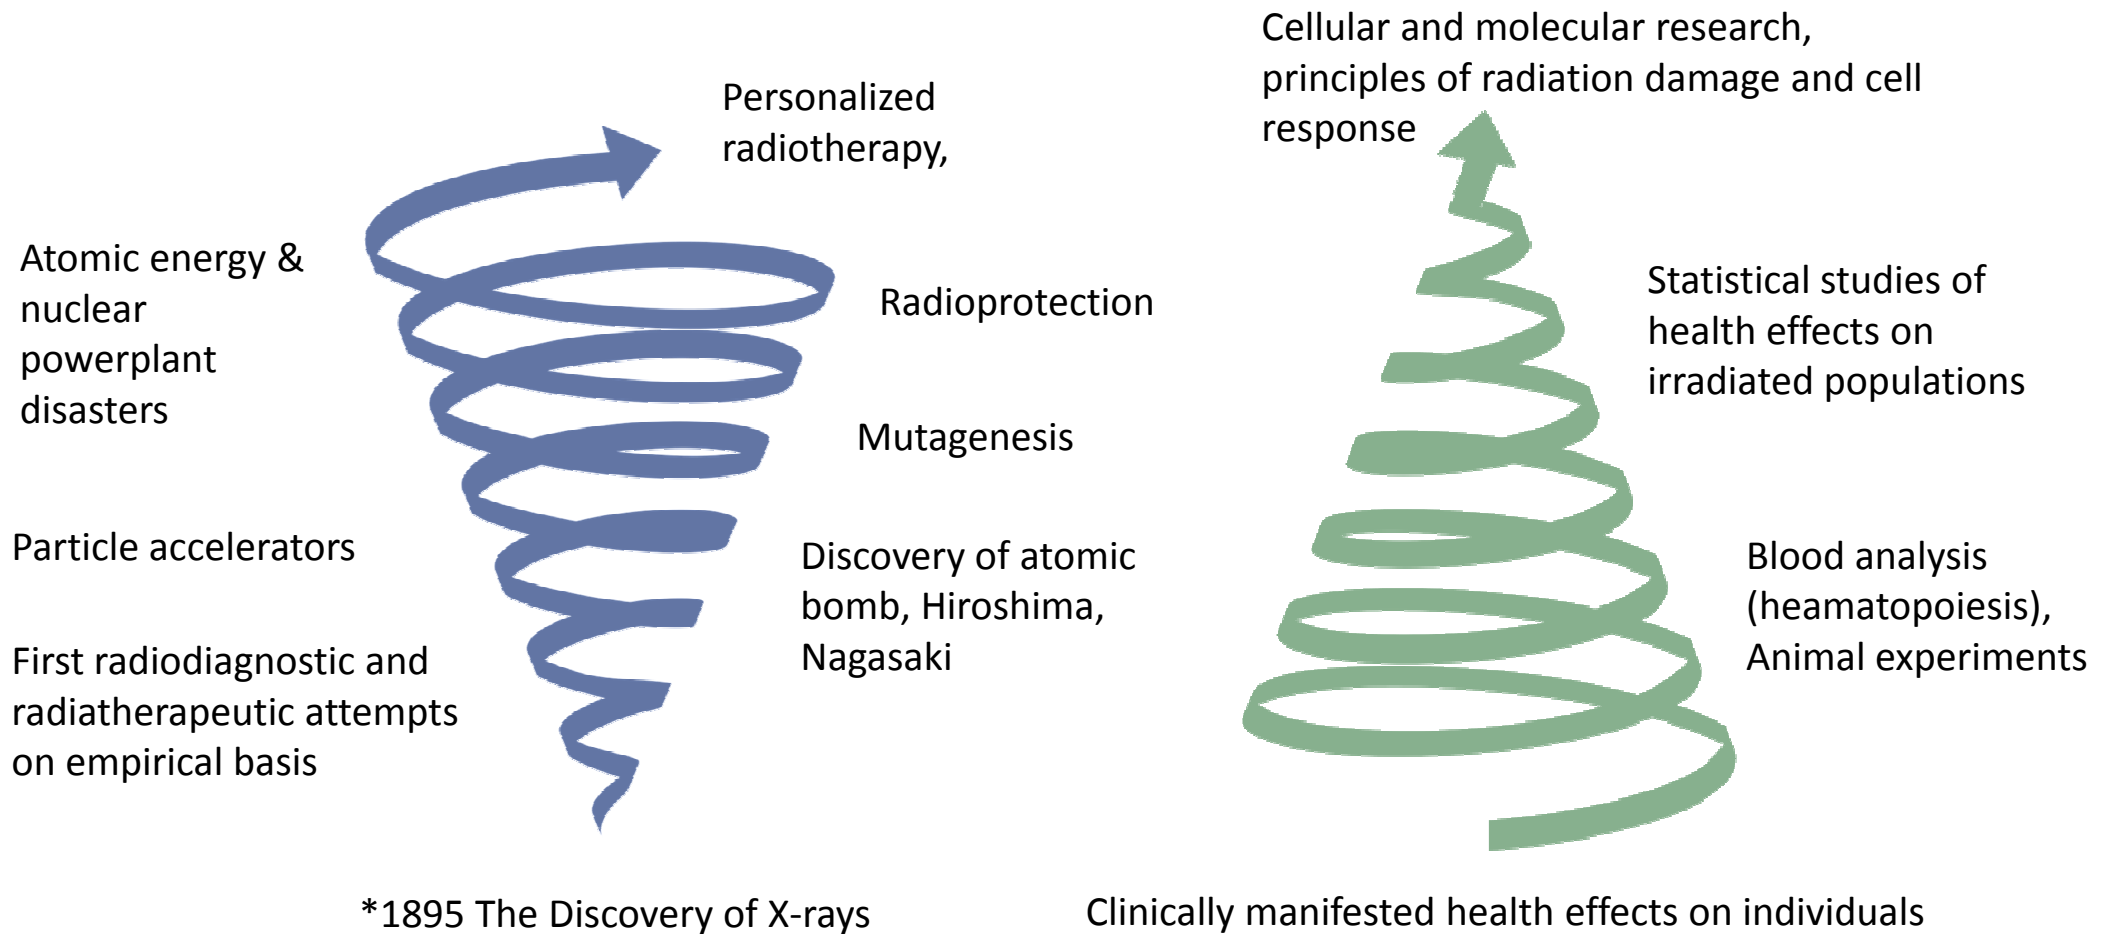 Personalized
radiotherapy,
Atomic energy &
nuclear
powerplant
disasters
Radioprotection
Mutagenesis
Particle accelerators
Discovery of atomic
bomb, Hiroshima,
Nagasaki
First radiodiagnostic and
radiatherapeutic attempts
on empirical basis
*1895 The Discovery of X-rays
Cellular and molecular research,
principles of radiation damage and cell
response
Statistical studies of
health effects on
irradiated populations
Blood analysis
(heamatopoiesis),
Animal experiments
Clinically manifested health effects on individuals